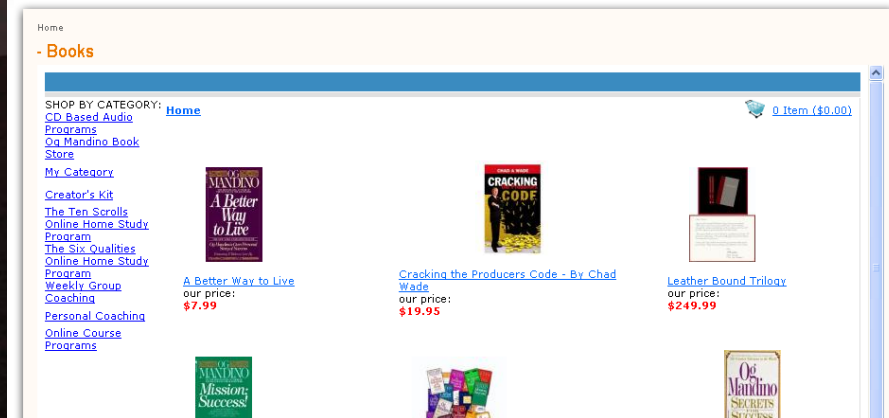 Home
- Books
SHOP BY CATEGORY:
CD Based Audio
Programs
Og Mandino Book
Store
My Category
Creator's Kit
The Ten Scrolls
Online Home Study
Program
The Six Qualities
Online Home Study
Program
Weekly Group
Coaching
Personal Coaching
Online Course
Programs
Home
0 Item ($0.00)
OG
MANDINO
A Better
Way
to Live
A Better Way to Live
our price:
$7.99
CHAD A WADE
CRACKING
CODE
Cracking the Producers Code - By Chad
Wade
our price:
$19.95
Leather Bound Trilogy
our price:
$249.99
OG
MANDINO
Mission:
Success!
Og
Mandino
SECRETS
SUCCESS